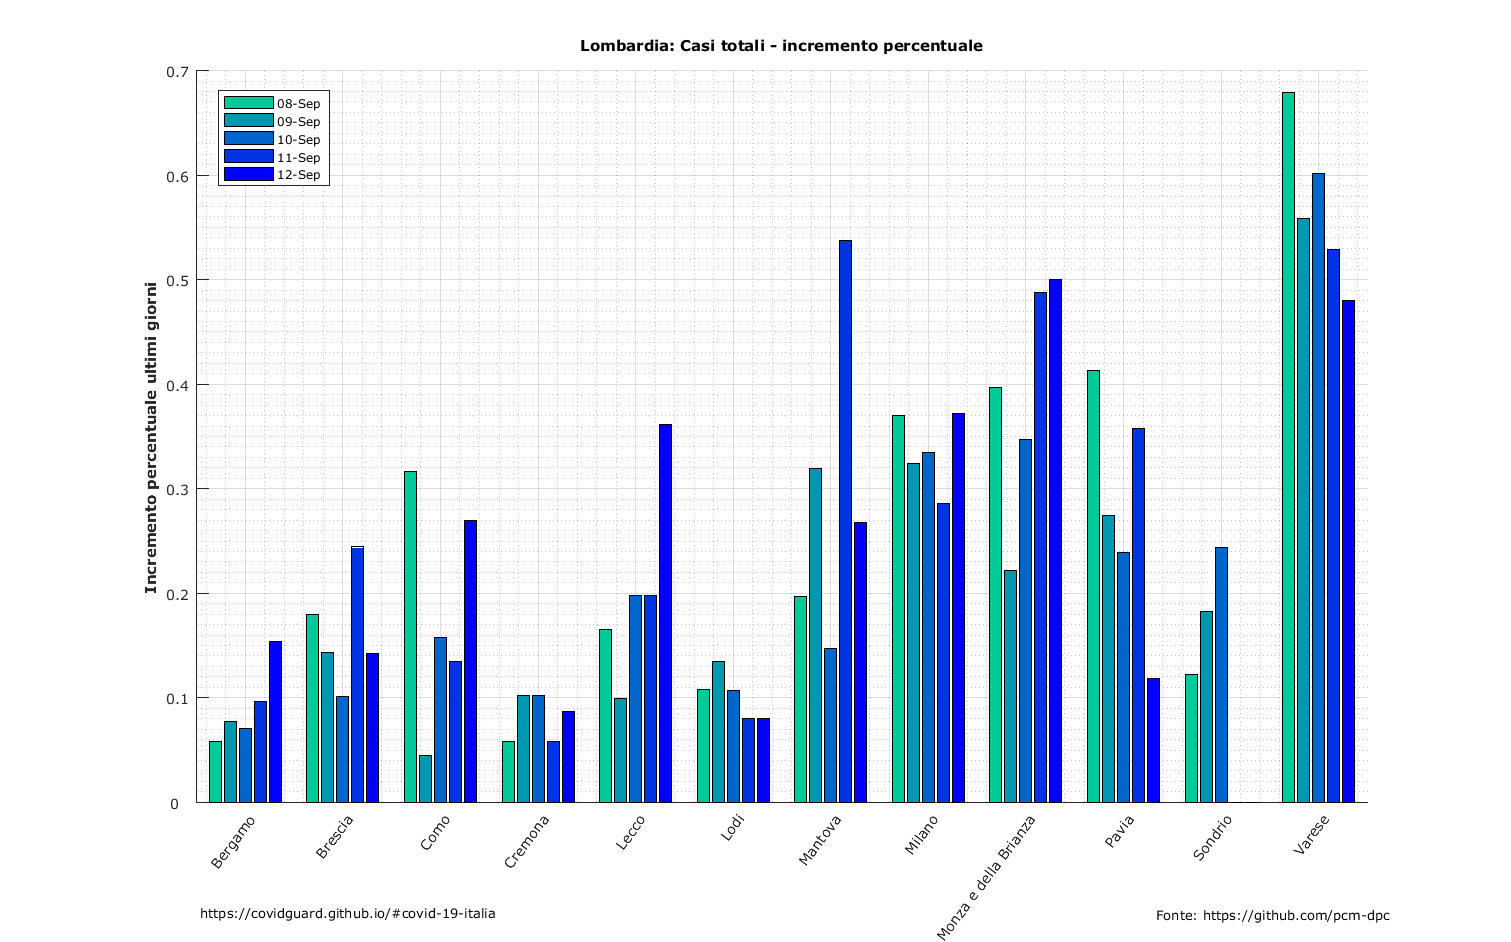 Lombardia: Casi totali - incremento percentuale
0.7
0.6
0.5
0.4
0.3
0.2
0.1
0
Incremento percentuale ultimi giorni
08-Sep
09-Sep
10-Sep
11-Sep
12-Sep
Bergamo
Brescia
Como
Cremona
Lecco
Lodi
Mantova
Milano
Monza e della Brianza
Pavia
Sondrio
Varese
https://covidguard.github.io/#covid-19-italia
Fonte: https://github.com/pcm-dpc